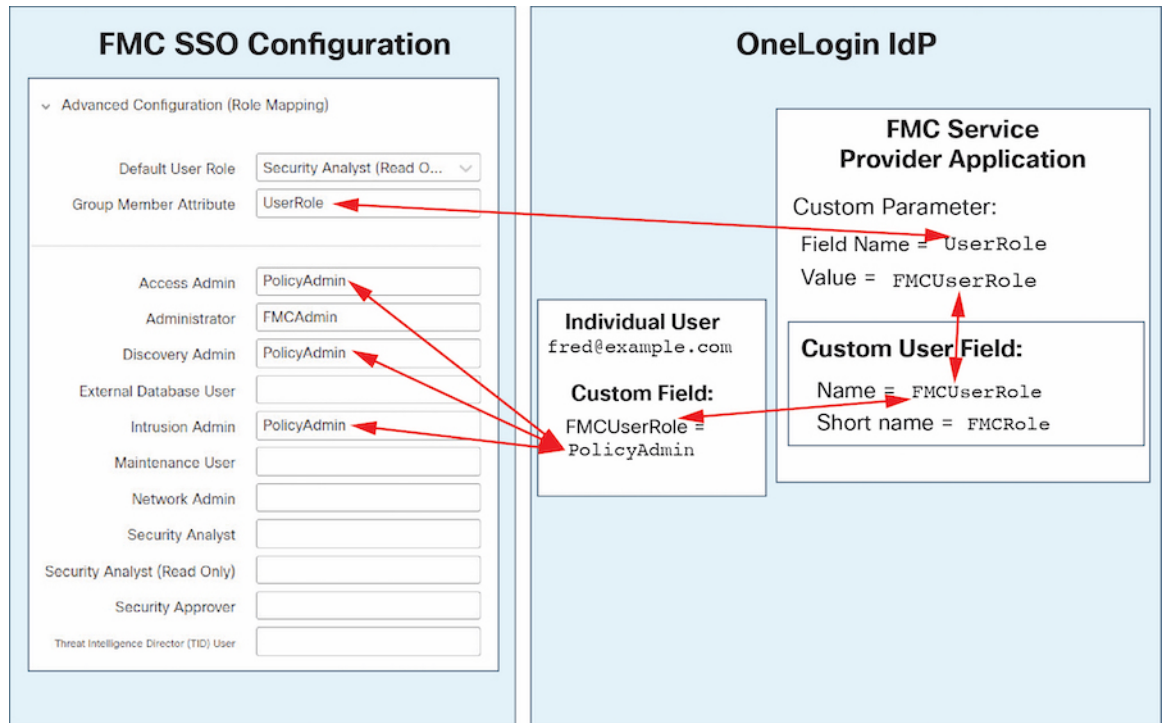 FMC SSO Configuration
Advanced Configuration (Role Mapping)
Default User Role Security Analyst (Read O...
Group Member Attribute UserRole
Access Admin PolicyAdmin
Administrator FMCAdmin
Discovery Admin PolicyAdmin
External Database User
Intrusion Admin PolicyAdmin
Maintenance User
Network Admin
Security Analyst
Security Analyst (Read Only)
Security Approver
Threat Intelligence Director (TID) User
OneLogin IdP
Individual User
fred@example.com
Custom Field:
FMCUserRole =
PolicyAdmin
FMC Service
Provider Application
Custom Parameter:
Field Name = UserRole
Value = FMCUserRole
Custom User Field:
Name = FMCUserRole
Short name = FMCRole